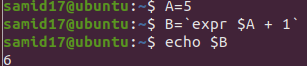 samid17@ubuntu:~$ A=5
samid17@ubuntu:~$ B=`expr $A + 1`
samid17@ubuntu:~$ echo $B
6